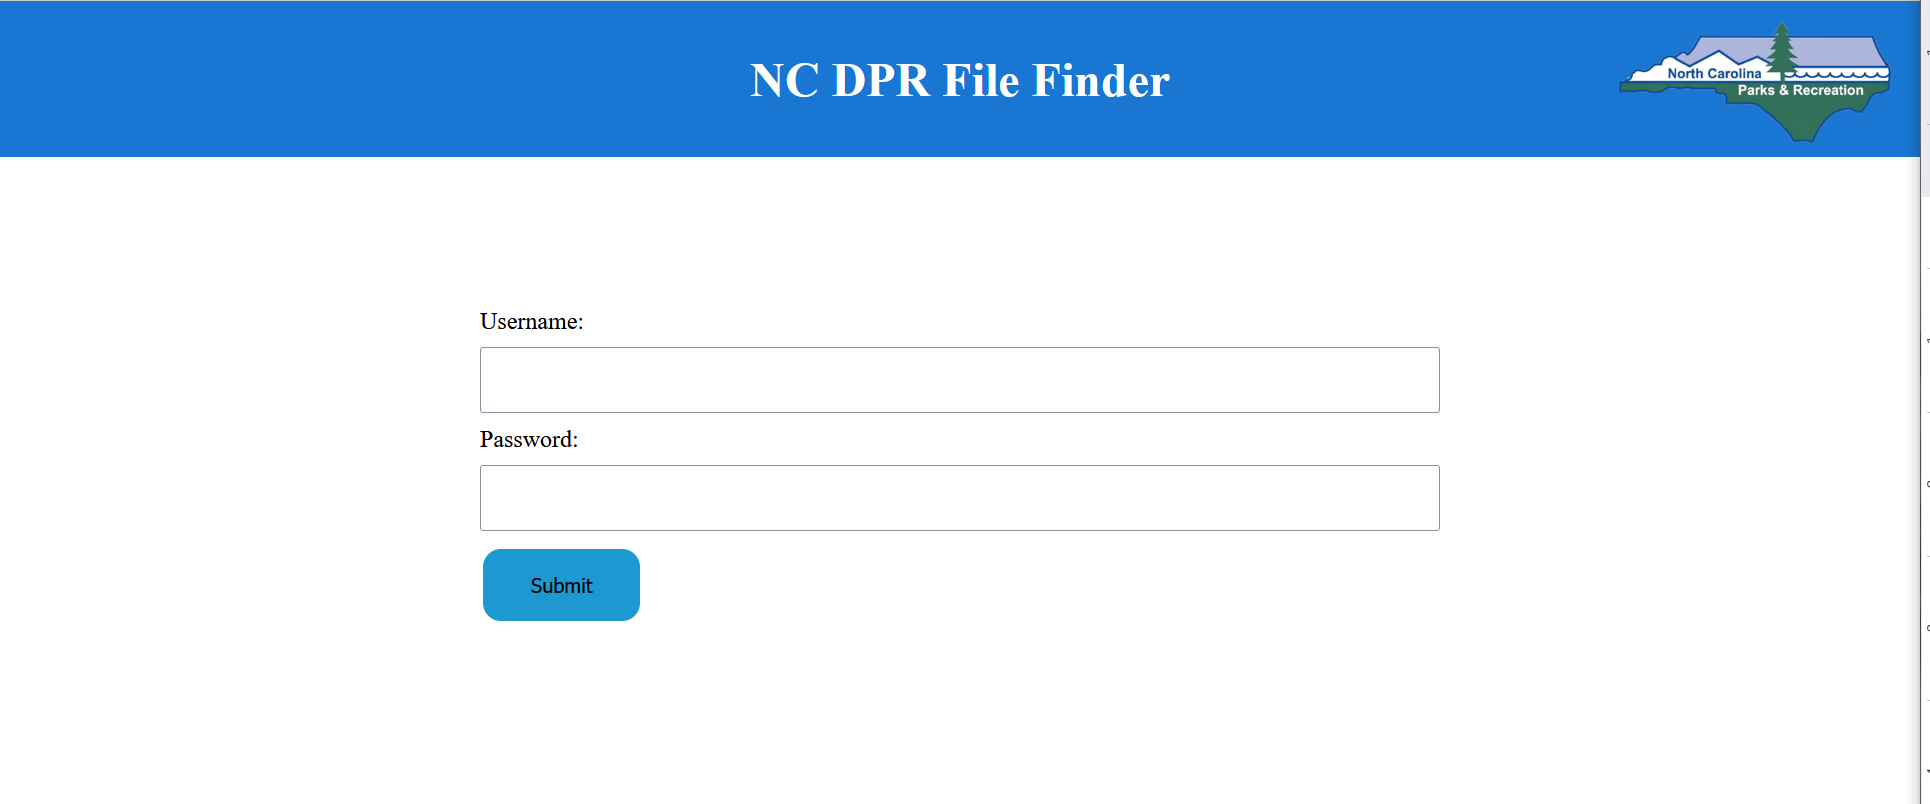 NC DPR File Finder
North Carolina
Parks & Recreation
Username:
Password:
Submit